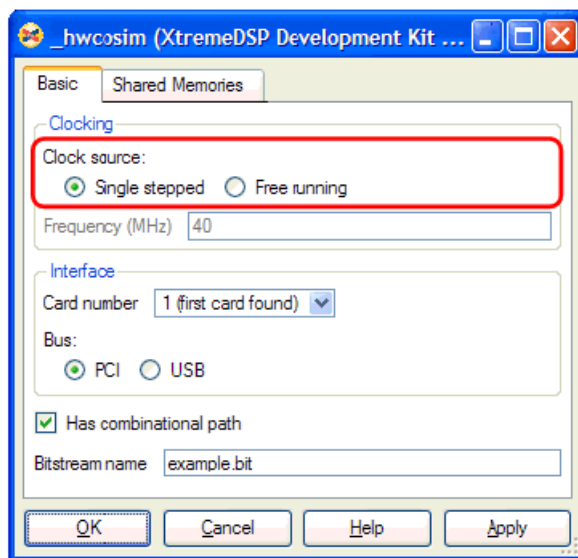 _hwcosim (XtremeDSP Development Kit ...
Basic Shared Memories
Clocking
Clock source:
Single stepped Free running
Frequency (MHz) 40
Interface
Card number 1 (first card found)
Bus:
PCI USB
Has combinational path
Bitstream name example.bit
OK Cancel Help Apply